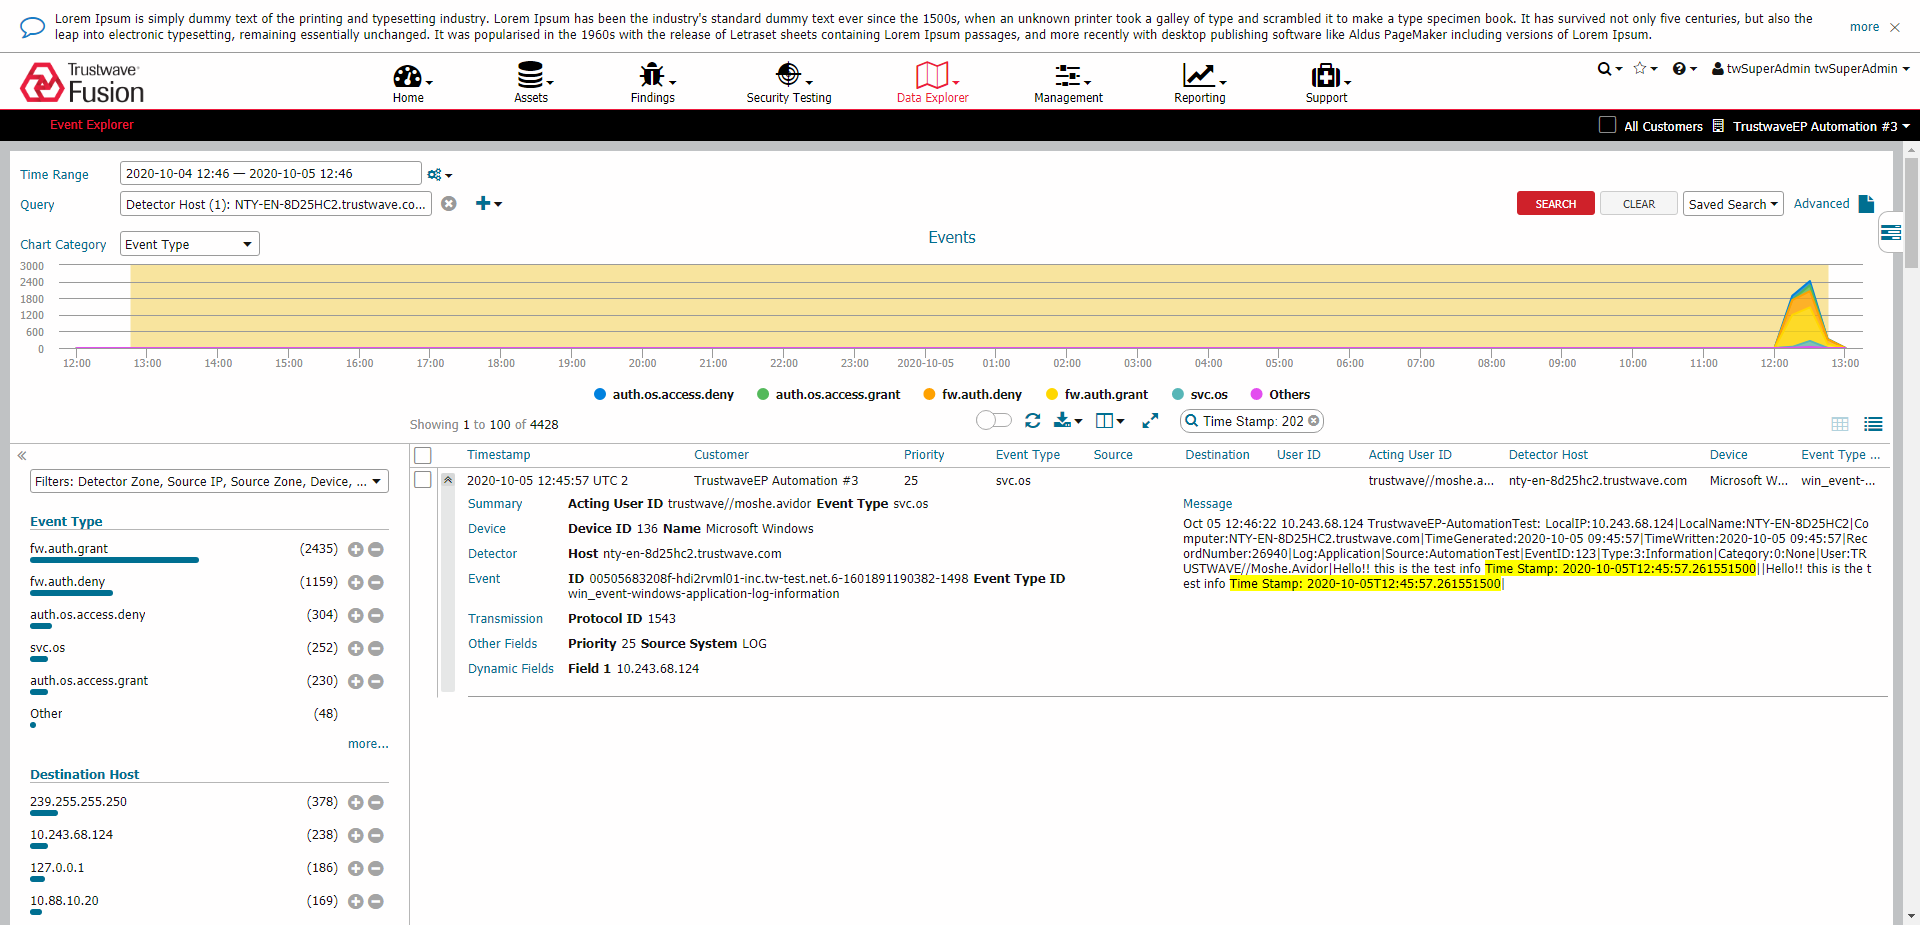 Lorem Ipsum is simply dummy text of the printing and typesetting industry. Lorem Ipsum has been the industry's standard dummy text ever since the 1500s, when an unknown printer took a galley of type and scrambled it to make a type specimen book. It has survived not only five centuries, but also the
leap into electronic typesetting, remaining essentially unchanged. It was popularised in the 1960s with the release of Letraset sheets containing Lorem Ipsum passages, and more recently with desktop publishing software like Aldus PageMaker including versions of Lorem Ipsum.
more
Trustwave
Fusion
Home
Assets
Findings
Security Testing
Data Explorer
Management
Reporting
Support
twSuperAdmin twSuperAdmin
Event Explorer
All Customers
TrustwaveEP Automation #3
Time Range
2020-10-04 12:46 — 2020-10-05 12:46
Query
Detector Host (1): NTY-EN-8D25HC2.trustwave.co...
SEARCH
CLEAR
Saved Search
Advanced
Chart Category
Event Type
Events
3000
2400
1800
1200
600
0
12:00 13:00 14:00 15:00 16:00 17:00 18:00 19:00 20:00 21:00 22:00 23:00 2020-10-05 01:00 02:00 03:00 04:00 05:00 06:00 07:00 08:00 09:00 10:00 11:00 12:00 13:00
auth.os.access.deny auth.os.access.grant fw.auth.deny fw.auth.grant svc.os Others
Showing 1 to 100 of 4428
Time Stamp: 202
Filters: Detector Zone, Source IP, Source Zone, Device, ...
Event Type
fw.auth.grant (2435)
fw.auth.deny (1159)
auth.os.access.deny (304)
svc.os (252)
auth.os.access.grant (230)
Other (48)
more...
Destination Host
239.255.255.250 (378)
10.243.68.124 (238)
127.0.0.1 (186)
10.88.10.20 (169)
Timestamp Customer Priority Event Type Source Destination User ID Acting User ID Detector Host Device Event Type ...
2020-10-05 12:45:57 UTC 2 TrustwaveEP Automation #3 25 svc.os trustwave//moshe.a... nty-en-8d25hc2.trustwave.com Microsoft W... win_event-...
Summary Acting User ID trustwave//moshe.avidor Event Type svc.os
Device Device ID 136 Name Microsoft Windows
Detector Host nty-en-8d25hc2.trustwave.com
Event ID 00505683208f-hdi2rvml01-inc.tw-test.net.6-1601891190382-1498 Event Type ID
win_event-windows-application-log-information
Transmission Protocol ID 1543
Other Fields Priority 25 Source System LOG
Dynamic Fields Field 1 10.243.68.124
Message
Oct 05 12:46:22 10.243.68.124 TrustwaveEP-AutomationTest: LocalIP:10.243.68.124|LocalName:NTY-EN-8D25HC2|Co
mputer:NTY-EN-8D25HC2.trustwave.com|TimeGenerated:2020-10-05 09:45:57|TimeWritten:2020-10-05 09:45:57|Rec
ordNumber:26940|Log:Application|Source:AutomationTest|EventID:123|Type:3:Information|Category:0:None|User:TR
USTWAVE//Moshe.Avidor|Hello!! this is the test info Time Stamp: 2020-10-05T12:45:57.261551500||Hello!! this is the t
est info Time Stamp: 2020-10-05T12:45:57.261551500|